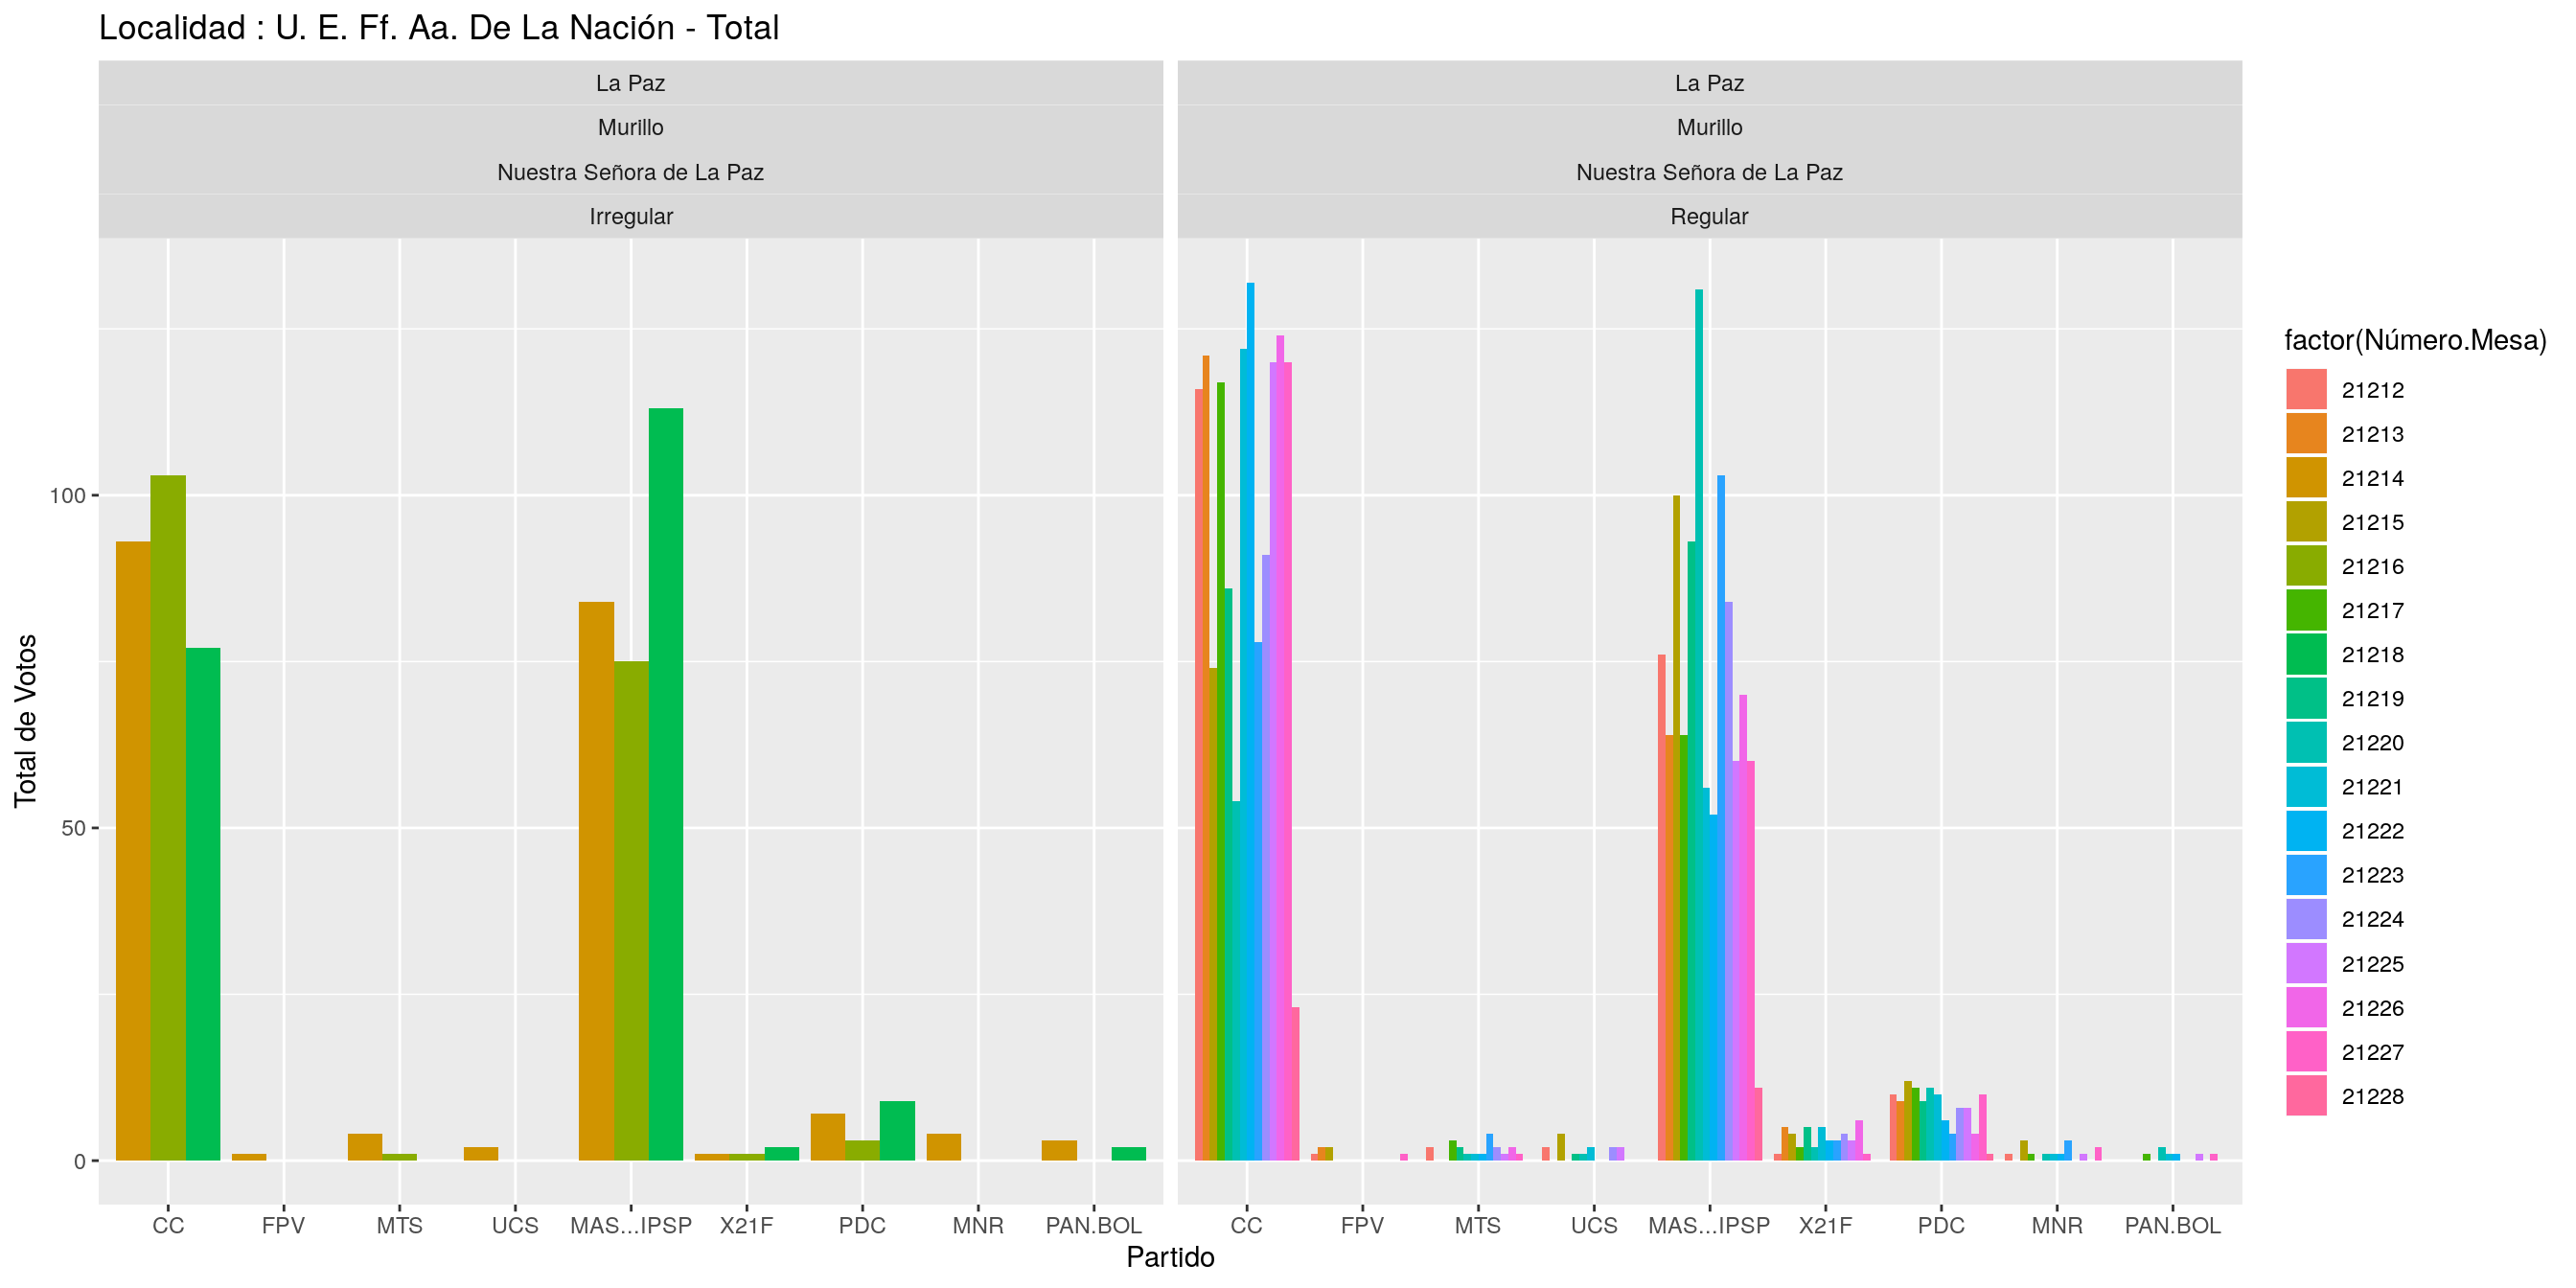 Localidad : U. E. Ff. Aa. De La Nación - Total
La Paz
Murillo
Nuestra Señora de La Paz
Irregular
La Paz
Murillo
Nuestra Señora de La Paz
Regular
Total de Votos
100
50
0
CC FPV MTS UCS MAS...IPSP X21F PDC MNR PAN.BOL
CC FPV MTS UCS MAS...IPSP X21F PDC MNR PAN.BOL
Partido
factor(Número.Mesa)
21212
21213
21214
21215
21216
21217
21218
21219
21220
21221
21222
21223
21224
21225
21226
21227
21228